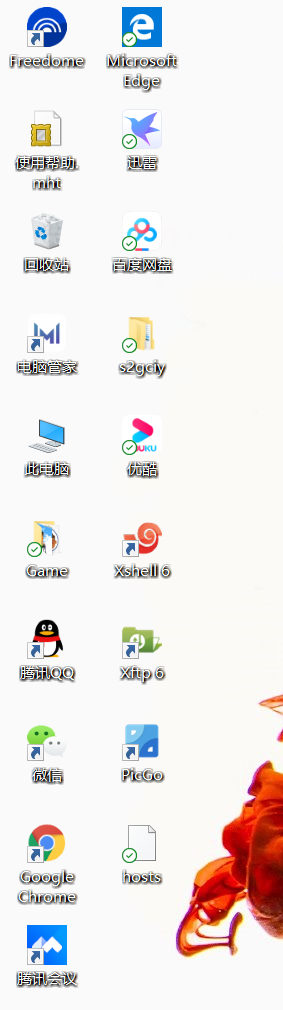 Freedome
Microsoft
Edge
使用帮助.
mht
迅雷
回收站
百度网盘
电脑管家
s2gciy
此电脑
UKU
优酷
Game
Xshell 6
腾讯QQ
Xftp 6
微信
PicGo
Google
Chrome
hosts
腾讯会议